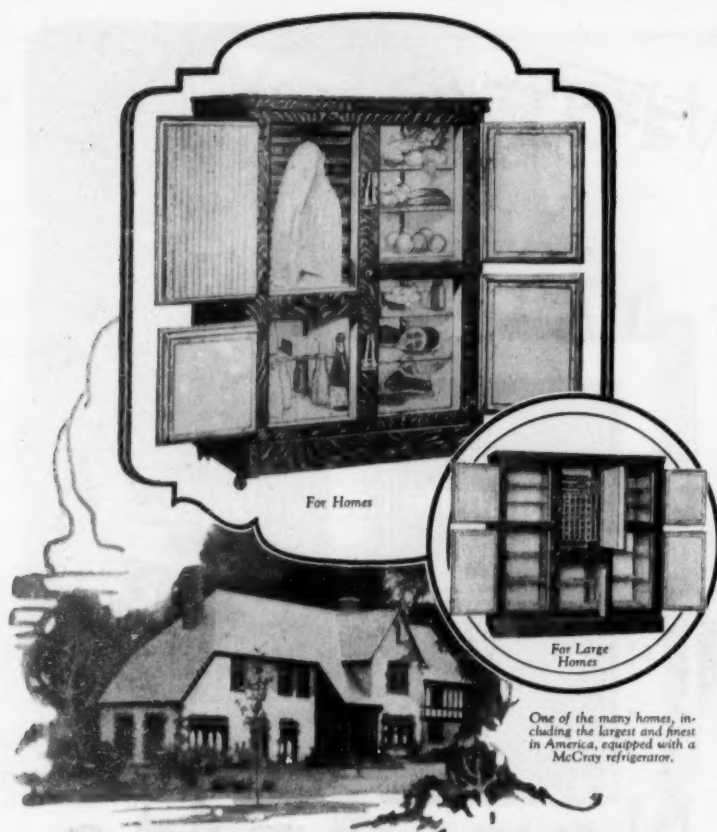 For Homes
For Large
Homes
One of the many homes, in-
cluding the largest and finest
in America, equipped with a
McCray refrigerator.